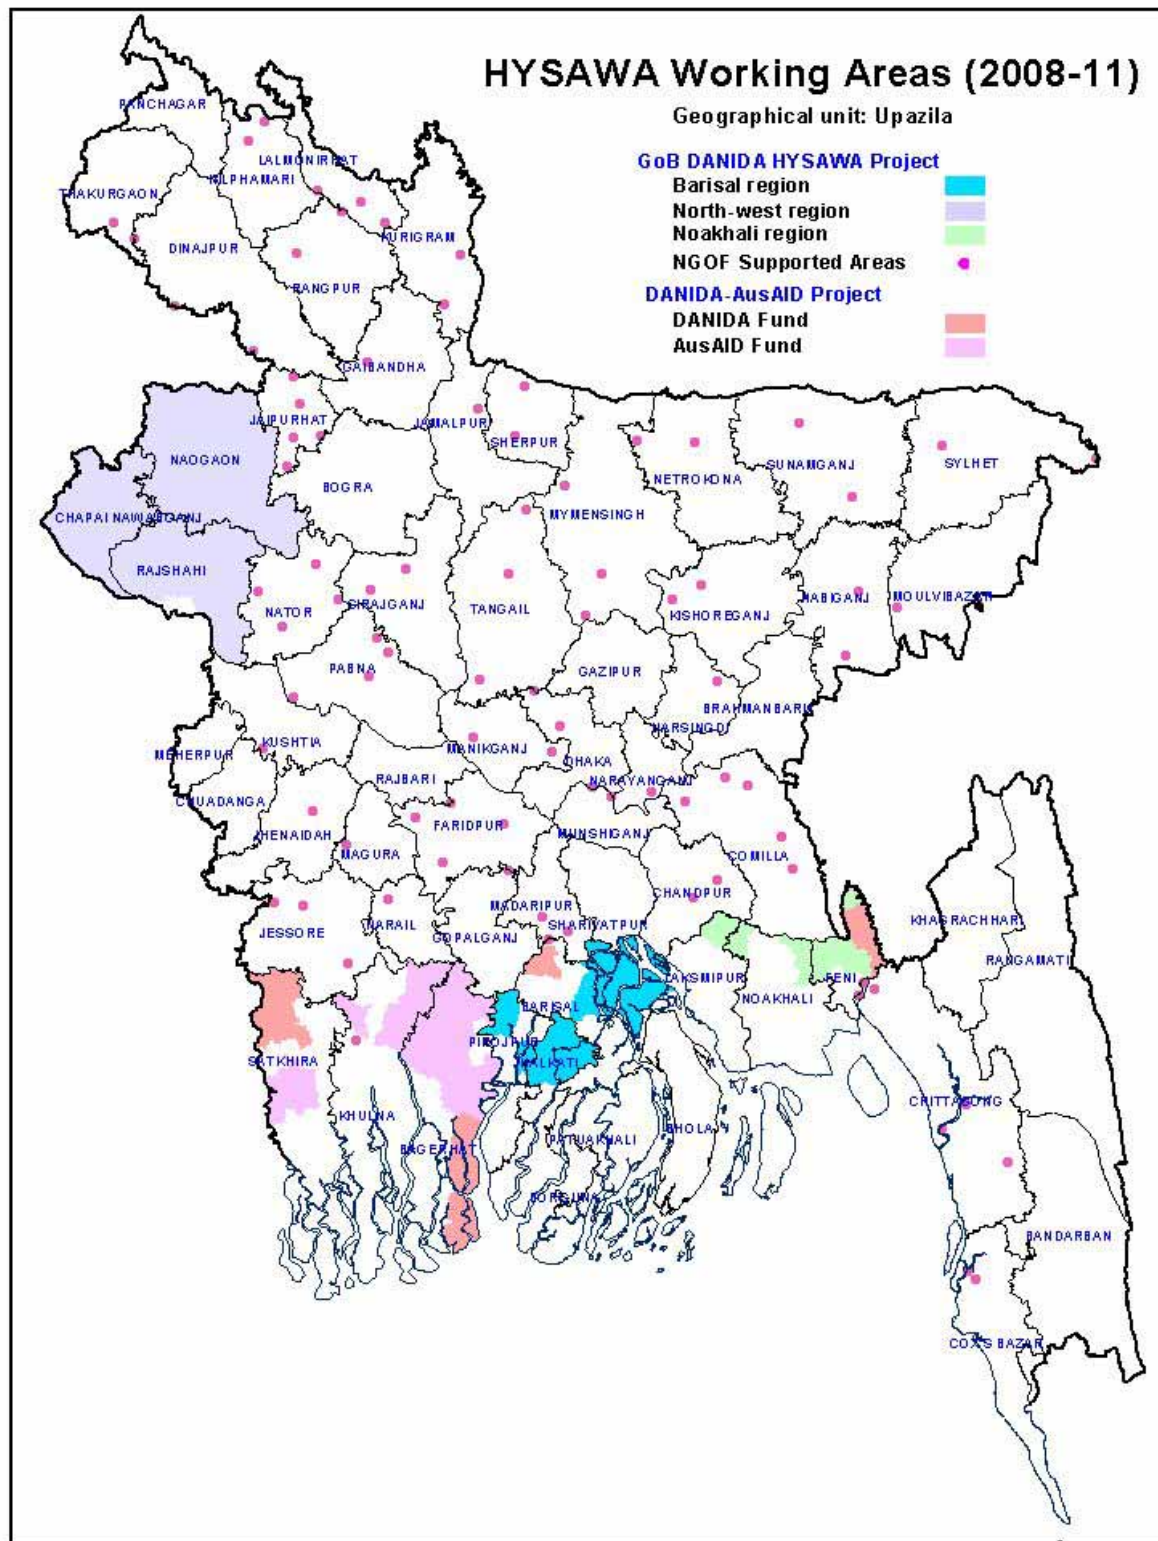 HYSAWA Working Areas (2008-11)
Geographical unit: Upazila
GoB DANIDA HYSAWA Project
Barisal region
North-west region
Noakhali region
NGOF Supported Areas
DANIDA-AusAID Project
DANIDA Fund
AusAID Fund
PANCHAGAR
LALMONIRHAT
NILPHAMARI
THAKURGAON
DINAJPUR
KURIGRAM
RANGPUR
GAIBANDHA
JAIPURHAT
JAMALPUR
SHERPUR
NAOGAON
BOGRA
NETROKONA
SUNAMGANJ
SYLHET
CHAPAI NAWABGANJ
MYMENSINGH
RAJSHAHI
NATOR
SIRAJGANJ
TANGAIL
KISHOREGANJ
HABIGANJ
MOULVIBAZAR
PABNA
GAZIPUR
BRAHMANBARI
NARSINGDI
KUSHTIA
MEHERPUR
MANIKGANJ
DHAKA
RAJBARI
NARAYANGANJ
CHUADANGA
JHENAIDAH
FARIDPUR
MUNSHIGANJ
MAGURA
COMILLA
CHANDPUR
MADARIPUR
NARAIL
SHARIYATPUR
JESSORE
GOPALGANJ
KHAGRACHHARI
RANGAMATI
LAKSMIPUR
FENI
NOAKHALI
BARISAL
PIROJPUR
JHALKATI
SATKHIRA
KHULNA
CHITTAGONG
BHOLA
PATUAKHALI
BAGERHAT
BORGUNA
BANDARBAN
COX'S BAZAR